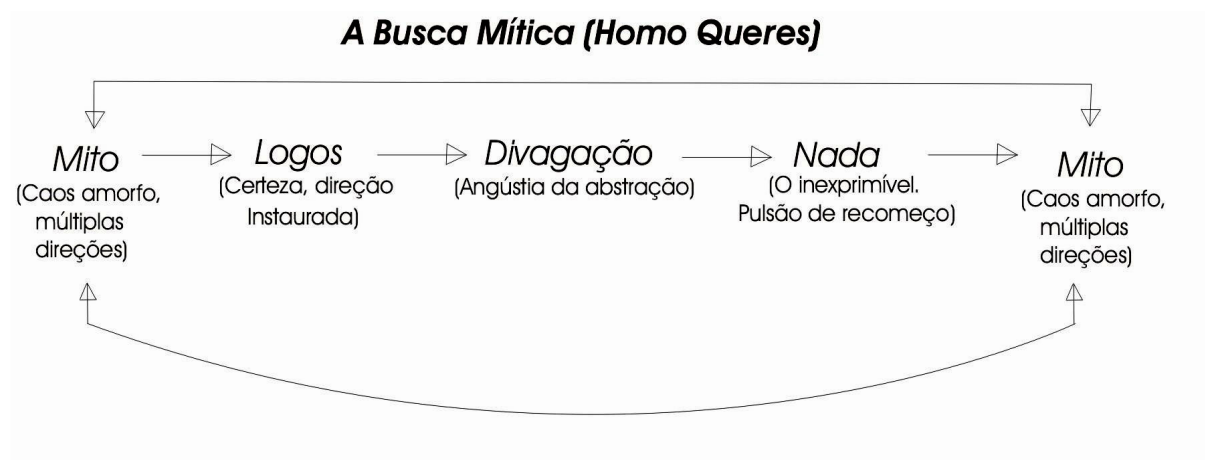 A Busca Mítica (Homo Queres)
Mito
(Caos amorfo,
múltiplas
direções)
Logos
(Certeza, direção
Instaurada)
Divagação
(Angústia da abstração)
Nada
(O inexprimível.
Pulsão de recomeço)
Mito
(Caos amorfo,
múltiplas
direções)